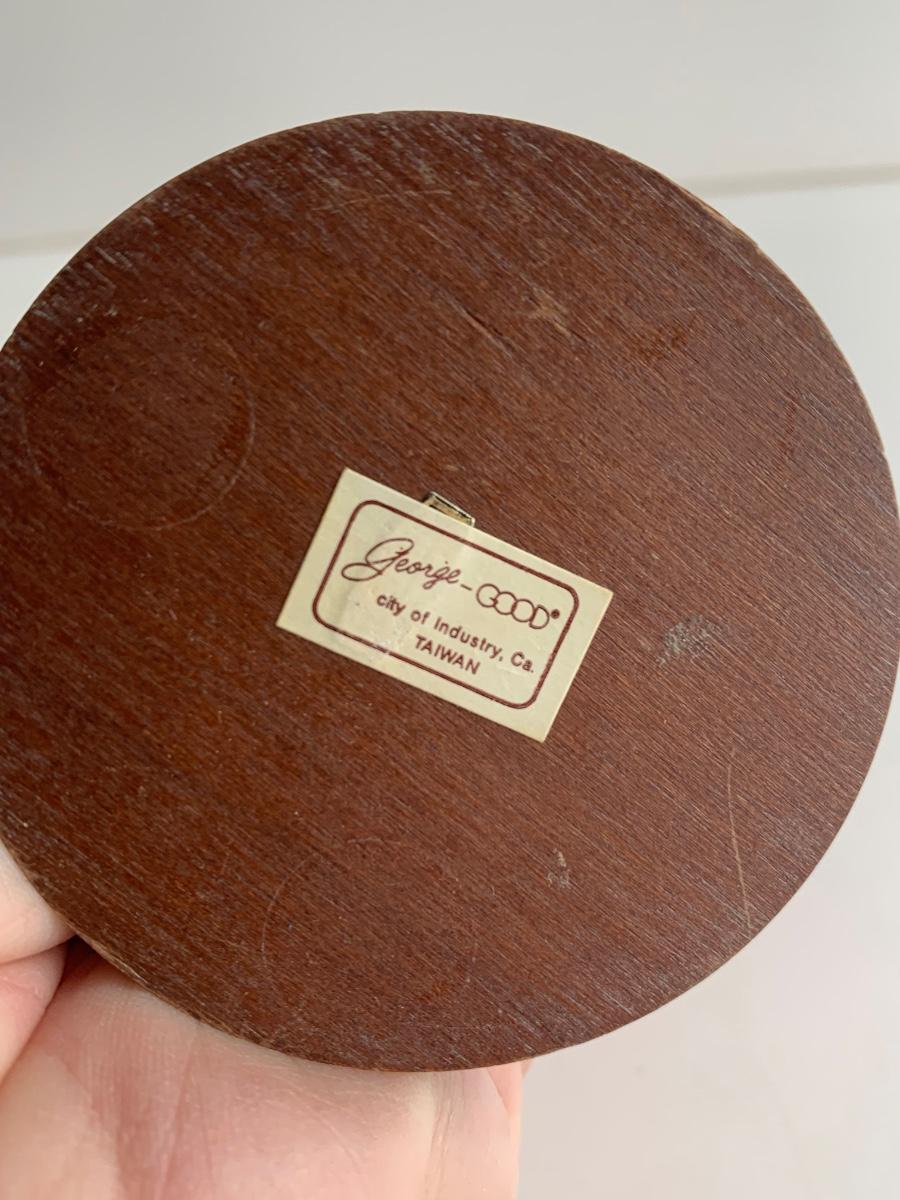 George-GOOD®
city of Industry, Ca.
TAIWAN